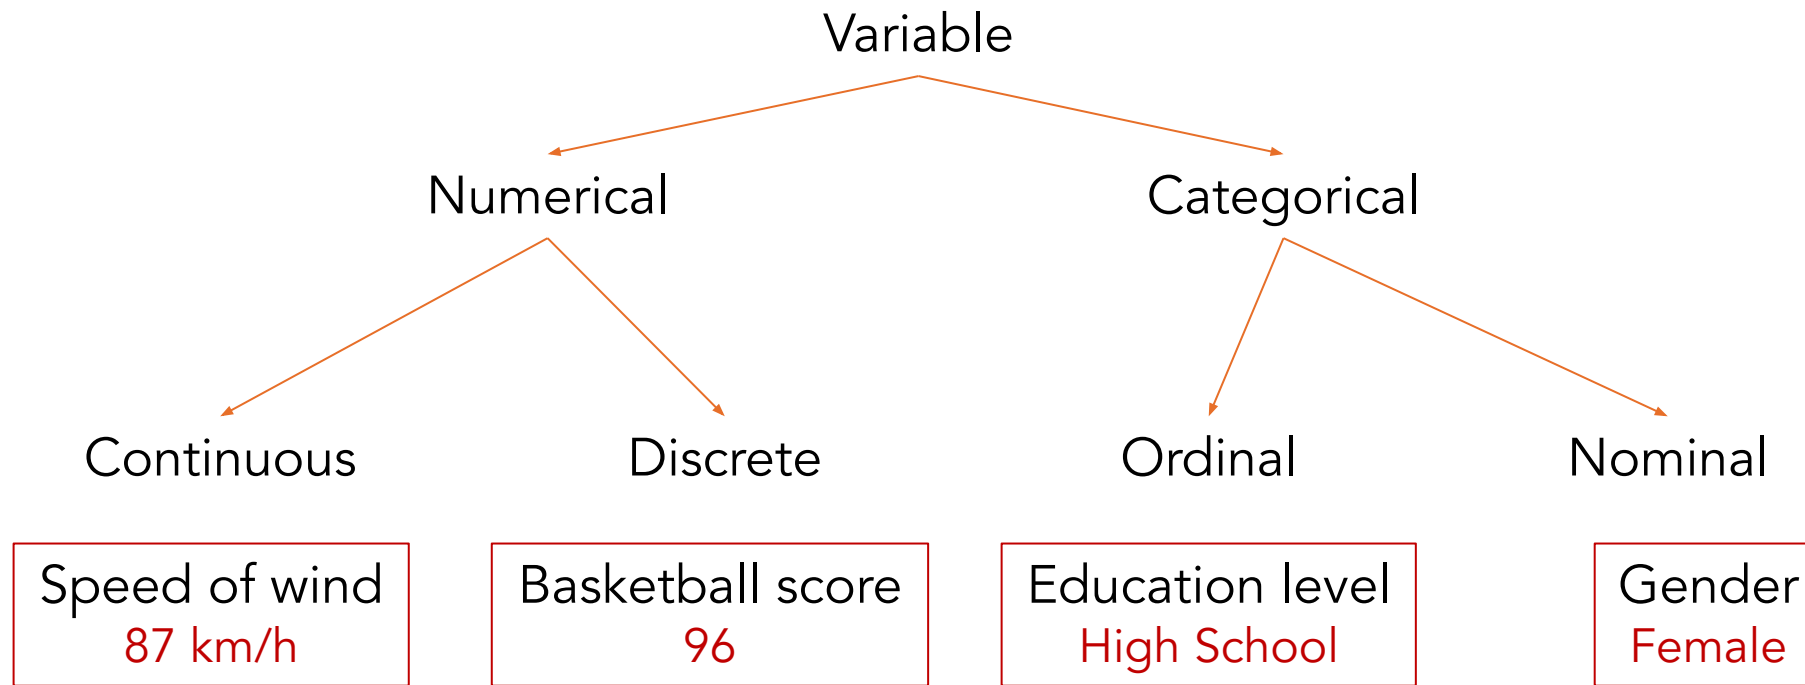 Variable
Numerical
Categorical
Continuous
Discrete
Ordinal
Nominal
Speed of wind
87 km/h
Basketball score
96
Education level
High School
Gender
Female